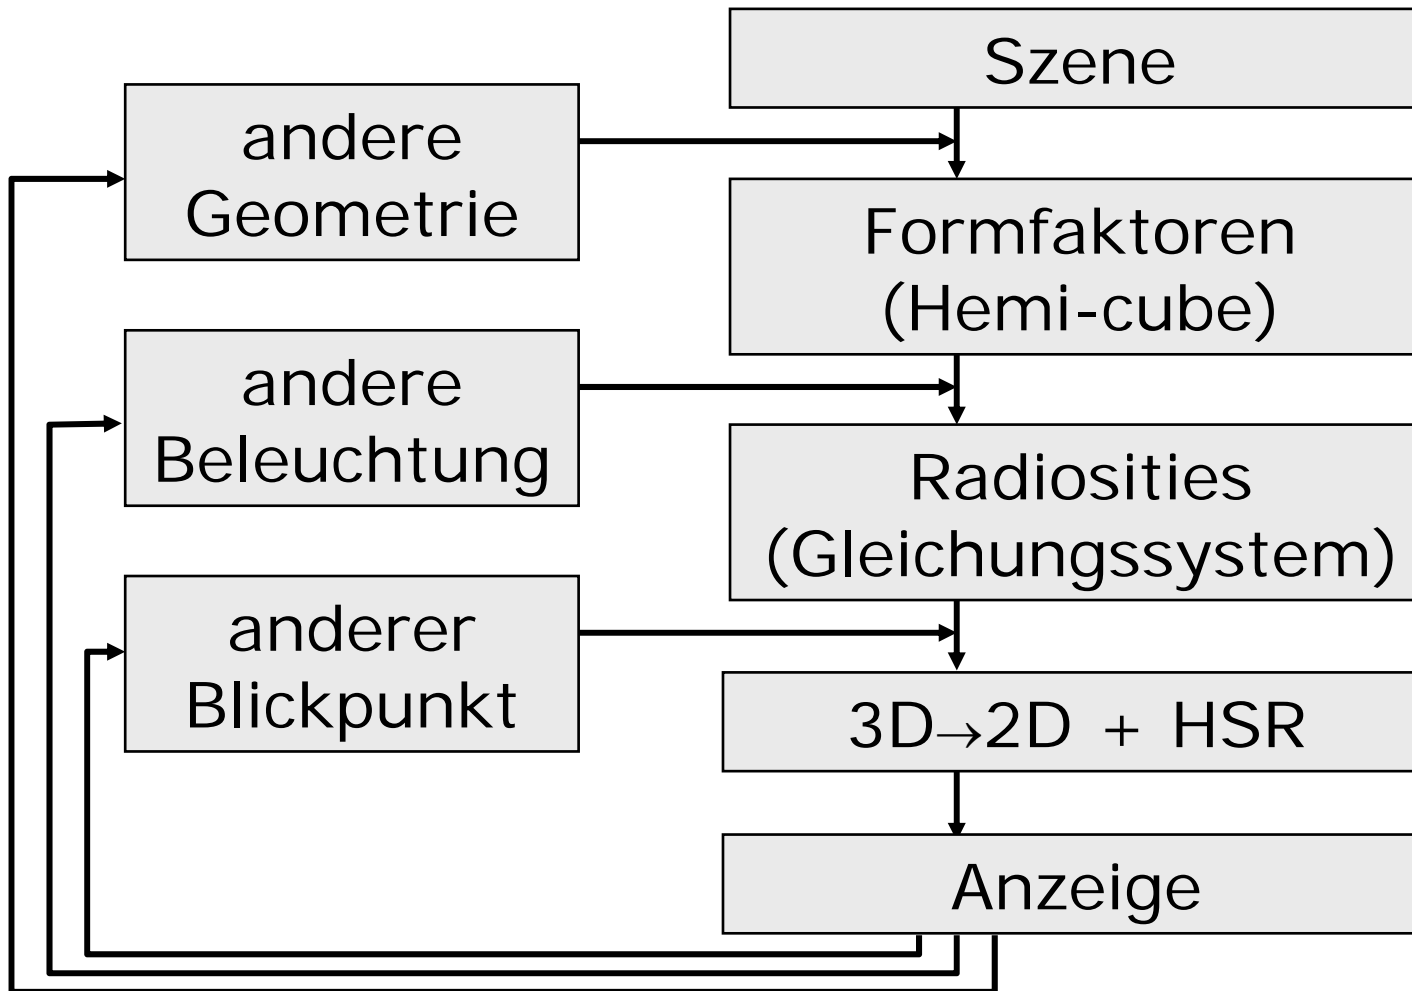 Szene
andere
Geometrie
Formfaktoren
(Hemi-cube)
andere
Beleuchtung
Radiosities
(Gleichungssystem)
anderer
Blickpunkt
3D→2D + HSR
Anzeige